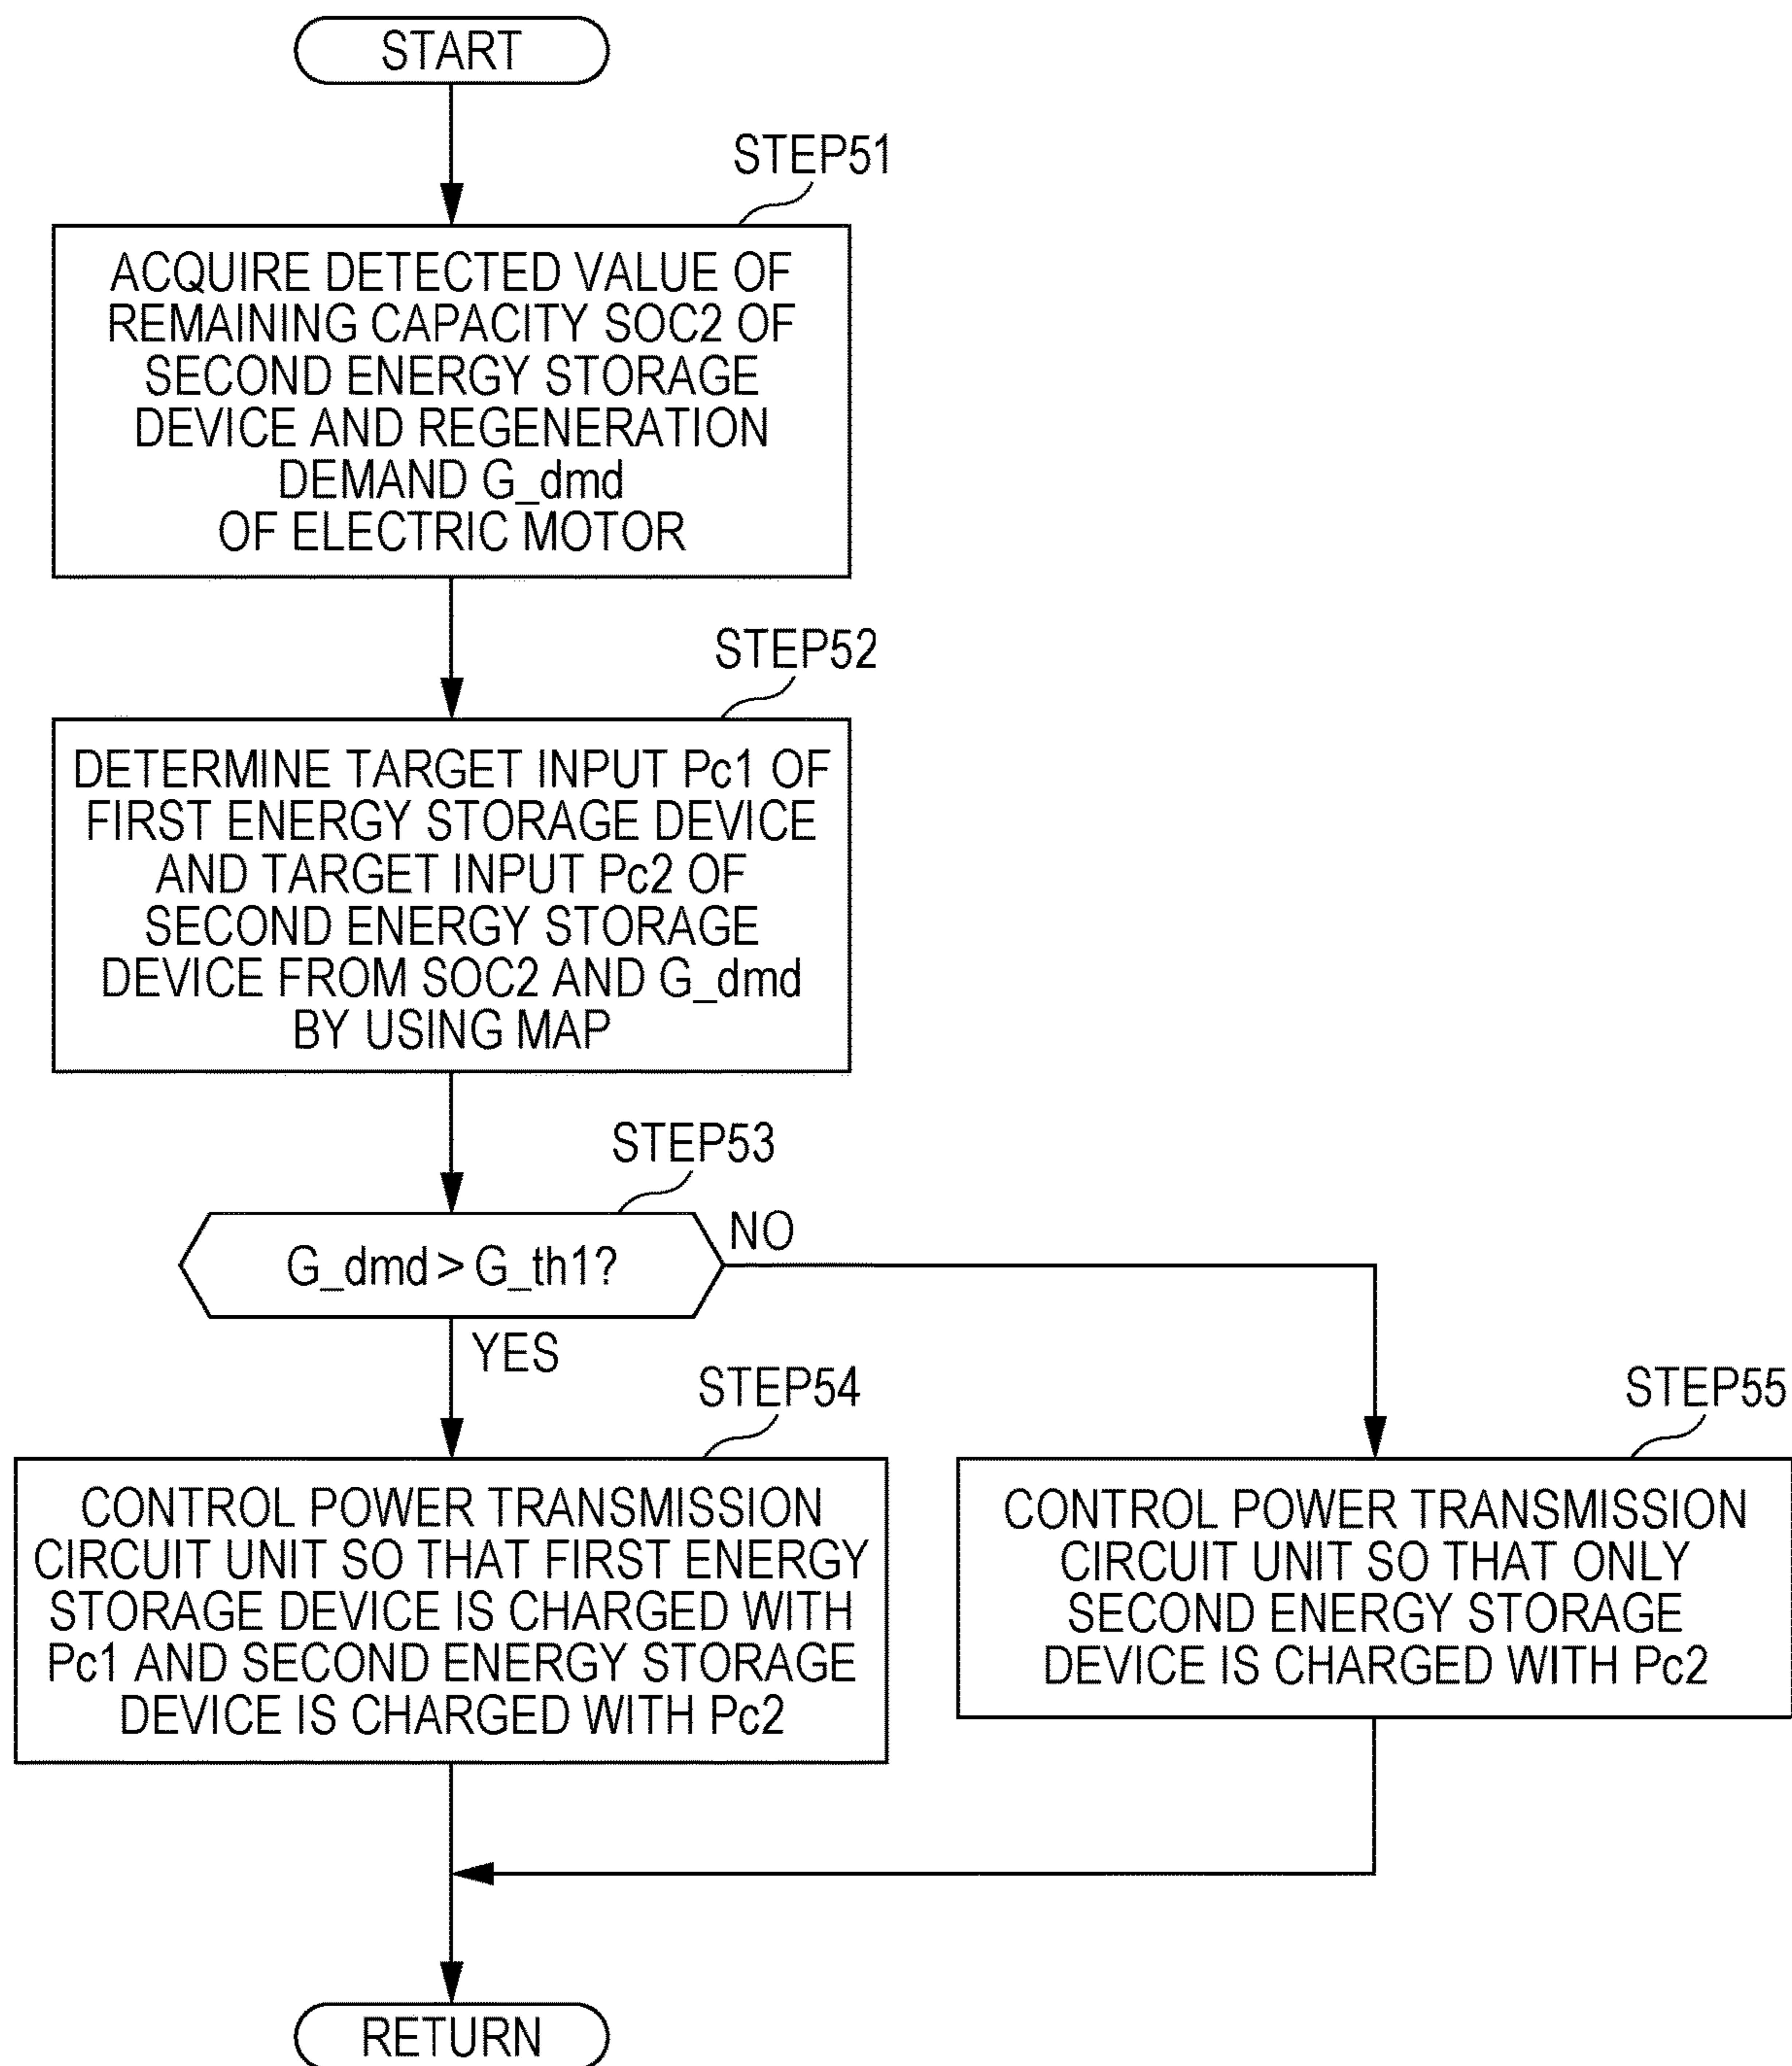 START
STEP51
ACQUIRE DETECTED VALUE OF
REMAINING CAPACITY SOC2 OF
SECOND ENERGY STORAGE
DEVICE AND REGENERATION
DEMAND G_dmd
OF ELECTRIC MOTOR
STEP52
DETERMINE TARGET INPUT Pc1 OF
FIRST ENERGY STORAGE DEVICE
AND TARGET INPUT Pc2 OF
SECOND ENERGY STORAGE
DEVICE FROM SOC2 AND G_dmd
BY USING MAP
STEP53
G_dmd > G_th1?
NO
YES
STEP54
CONTROL POWER TRANSMISSION
CIRCUIT UNIT SO THAT FIRST ENERGY
STORAGE DEVICE IS CHARGED WITH
Pc1 AND SECOND ENERGY STORAGE
DEVICE IS CHARGED WITH Pc2
STEP55
CONTROL POWER TRANSMISSION
CIRCUIT UNIT SO THAT ONLY
SECOND ENERGY STORAGE
DEVICE IS CHARGED WITH Pc2
RETURN